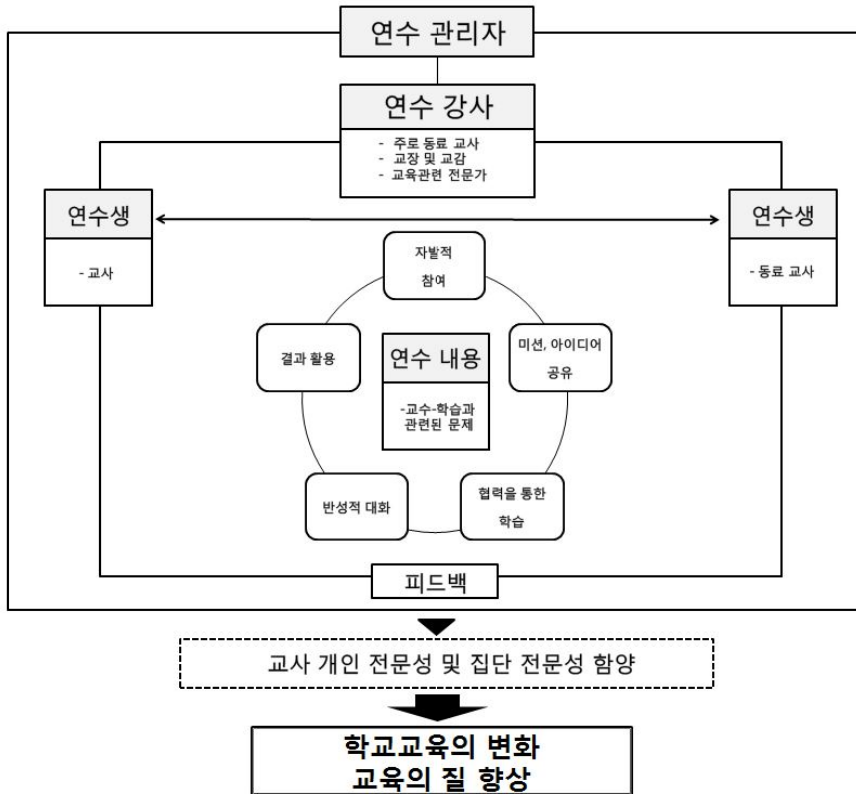 연수 관리자
연수 강사
- 주로 동료 교사
- 교장 및 교감
- 교육관련 전문가
연수생
- 교사
연수생
- 동료 교사
자발적
참여
결과 활용
미션, 아이디어
공유
연수 내용
-교수-학습과
관련된 문제
반성적 대화
협력을 통한
학습
피드백
교사 개인 전문성 및 집단 전문성 함양
학교교육의 변화
교육의 질 향상